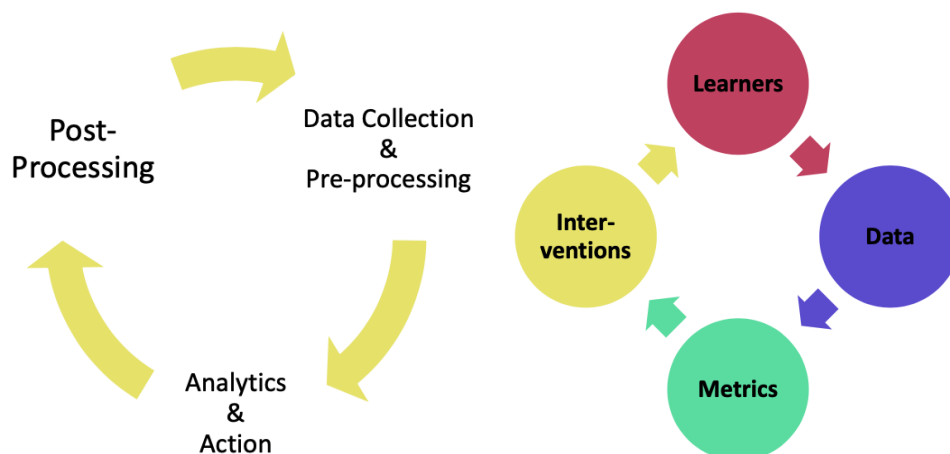 Post-
Processing
Data Collection
&
Pre-processing
Analytics
&
Action
Learners
Data
Metrics
Inter-
ventions